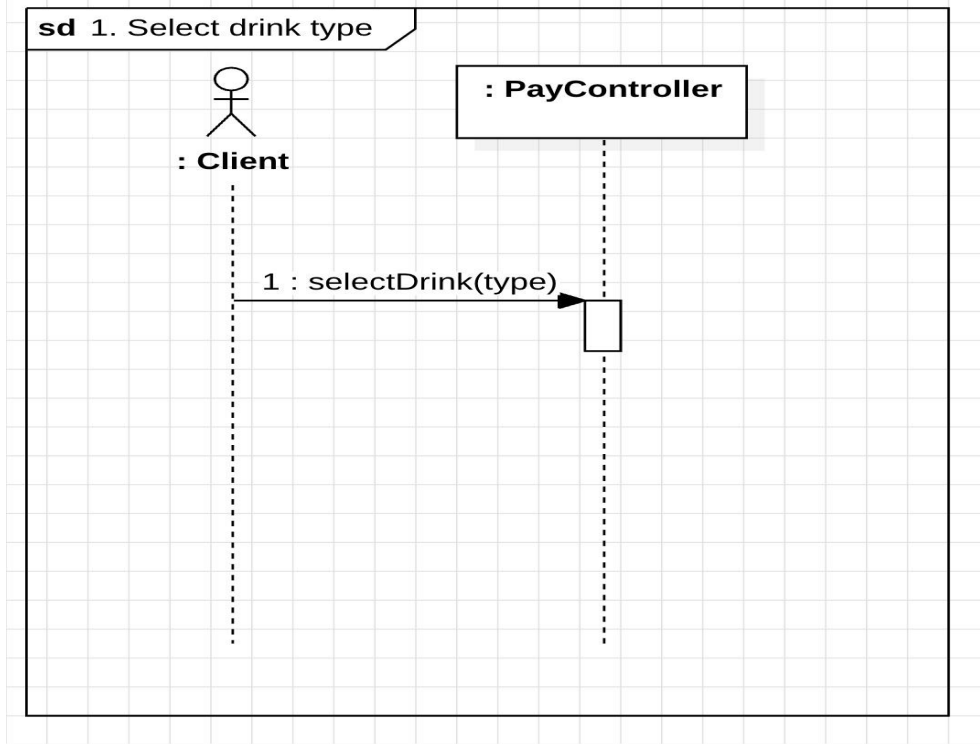 sd 1. Select drink type
: PayController
: Client
1 : selectDrink(type)